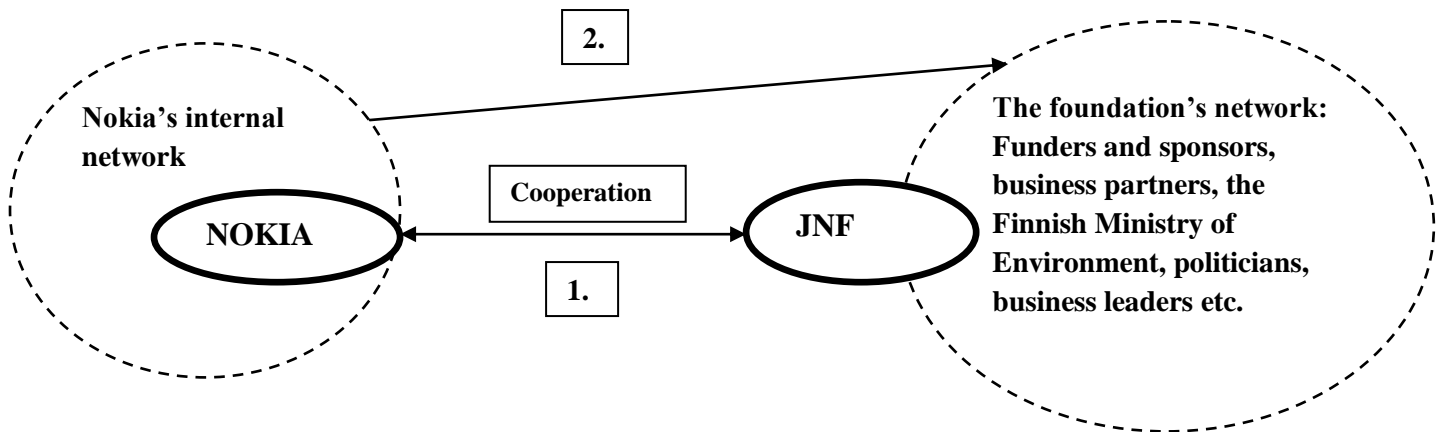 2.
Nokia’s internal
network
The foundation’s network:
Funders and sponsors,
business partners, the
Finnish Ministry of
Environment, politicians,
business leaders etc.
Cooperation
NOKIA
JNF
1.